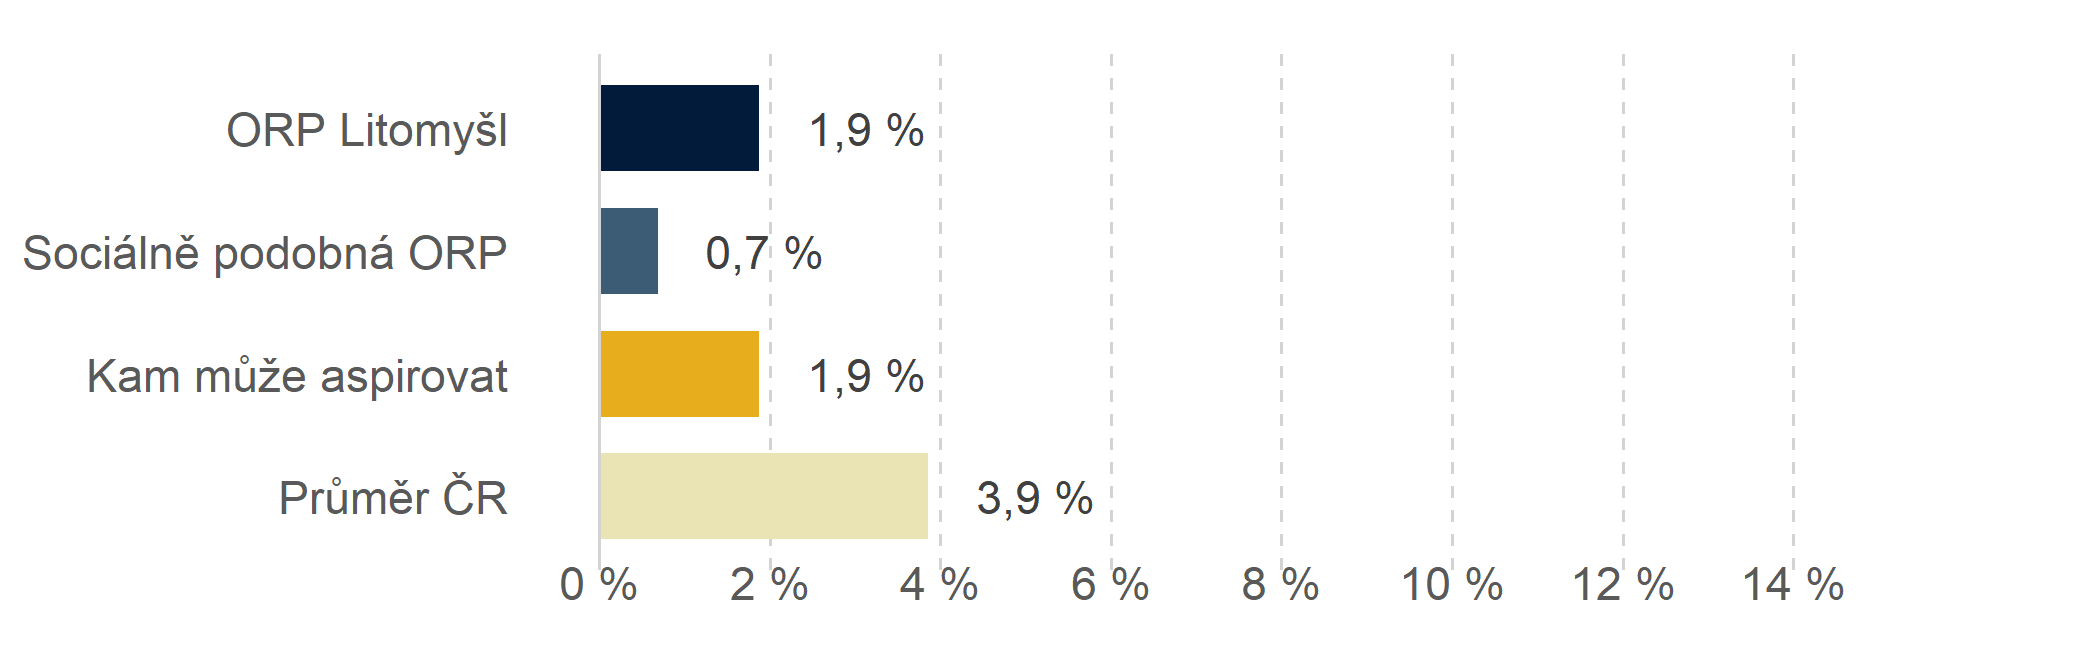 ORP Litomyšl 1,9 %
Sociálně podobná ORP 0,7 %
Kam může aspirovat 1,9 %
Průměr ČR 3,9 %
0 % 2 % 4 % 6 % 8 % 10 % 12 % 14 %